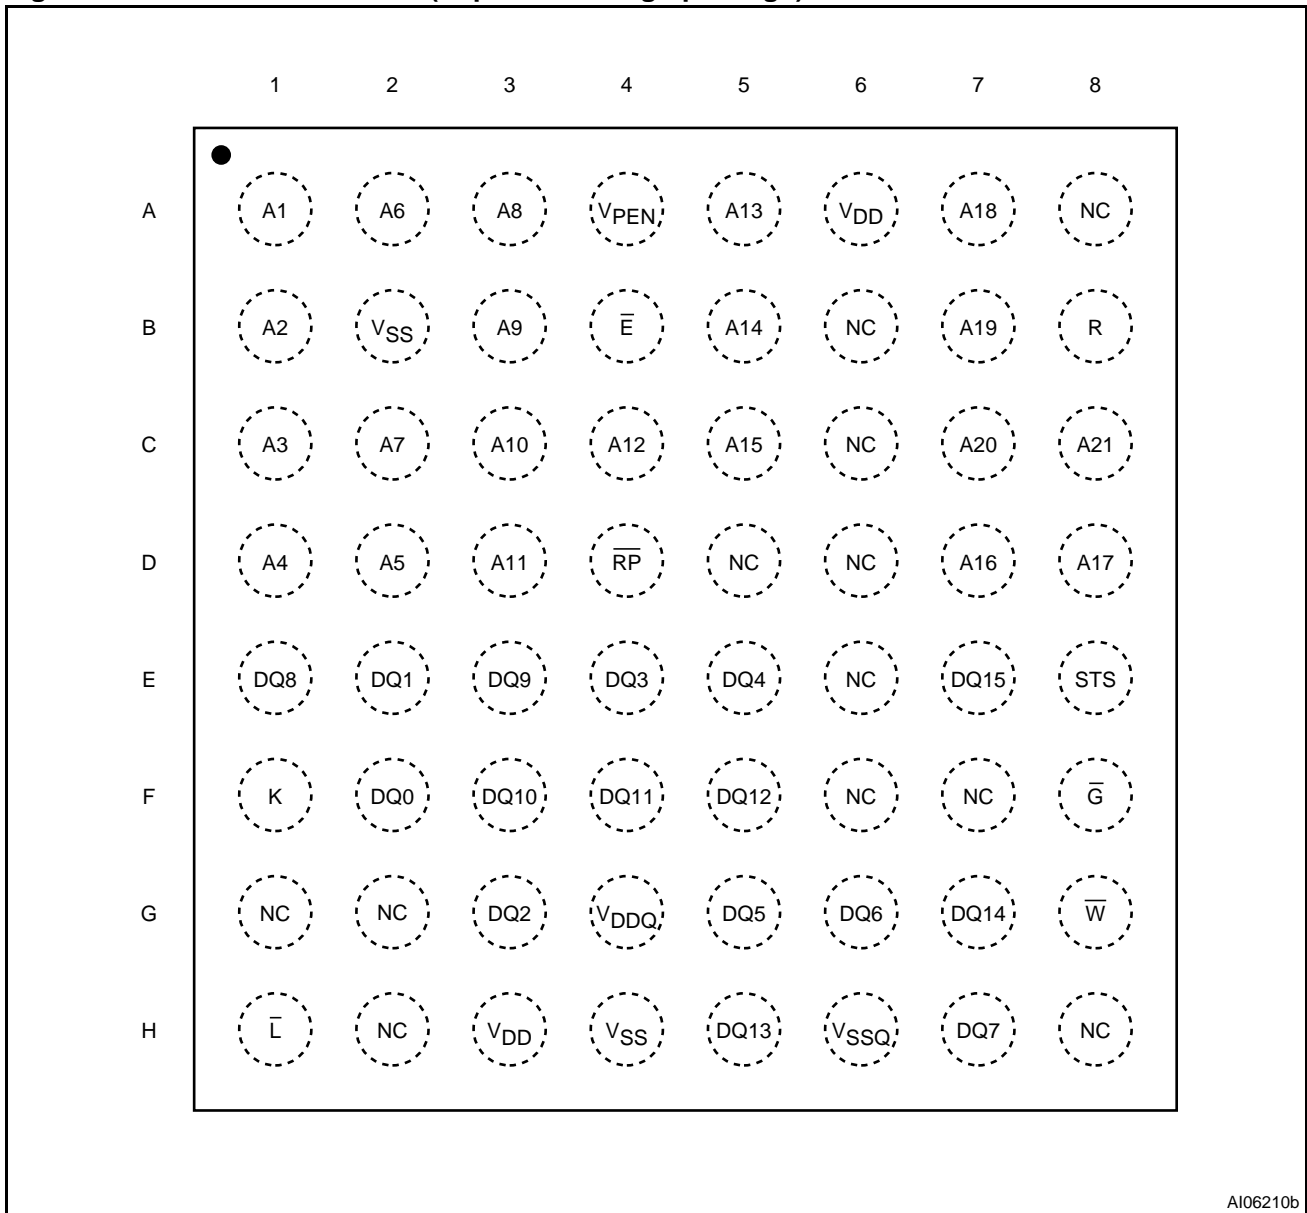 1 2 3 4 5 6 7 8
A A1 A6 A8 VPEN A13 VDD A18 NC
B A2 VSS A9 E̅ A14 NC A19 R
C A3 A7 A10 A12 A15 NC A20 A21
D A4 A5 A11 R̅P̅ NC NC A16 A17
E DQ8 DQ1 DQ9 DQ3 DQ4 NC DQ15 STS
F K DQ0 DQ10 DQ11 DQ12 NC NC G̅
G NC NC DQ2 VDDQ DQ5 DQ6 DQ14 W̅
H L̅ NC VDD VSS DQ13 VSSQ DQ7 NC
AI06210b